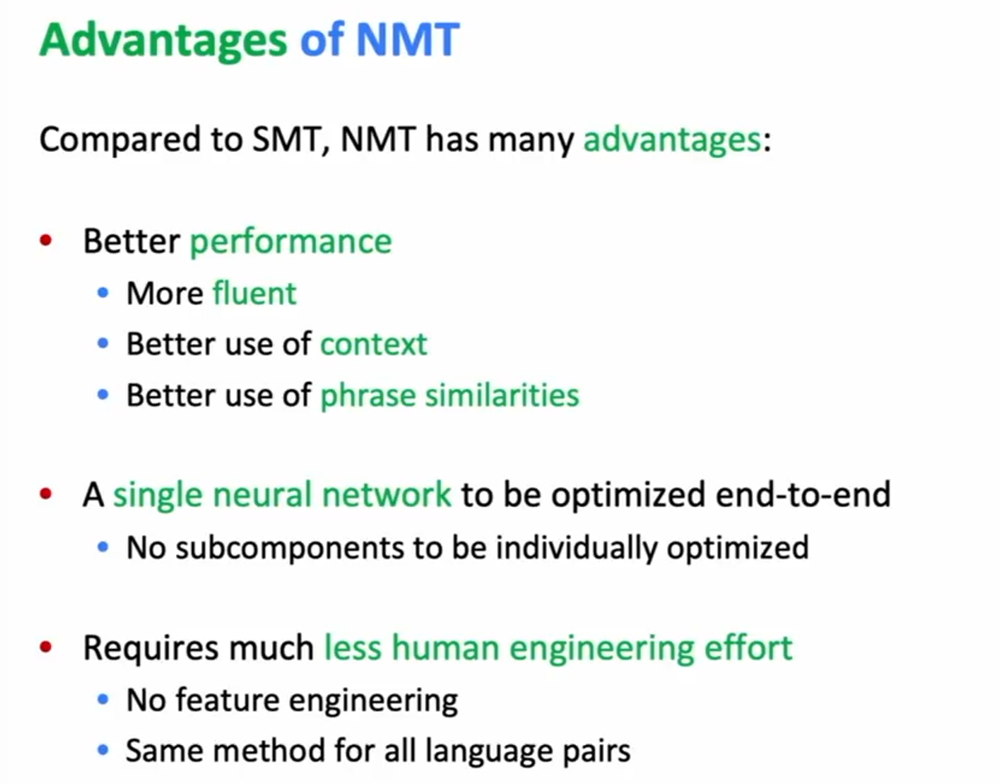 Advantages of NMT
Compared to SMT, NMT has many advantages:
• Better performance
• More fluent
• Better use of context
• Better use of phrase similarities
• A single neural network to be optimized end-to-end
• No subcomponents to be individually optimized
• Requires much less human engineering effort
• No feature engineering
• Same method for all language pairs